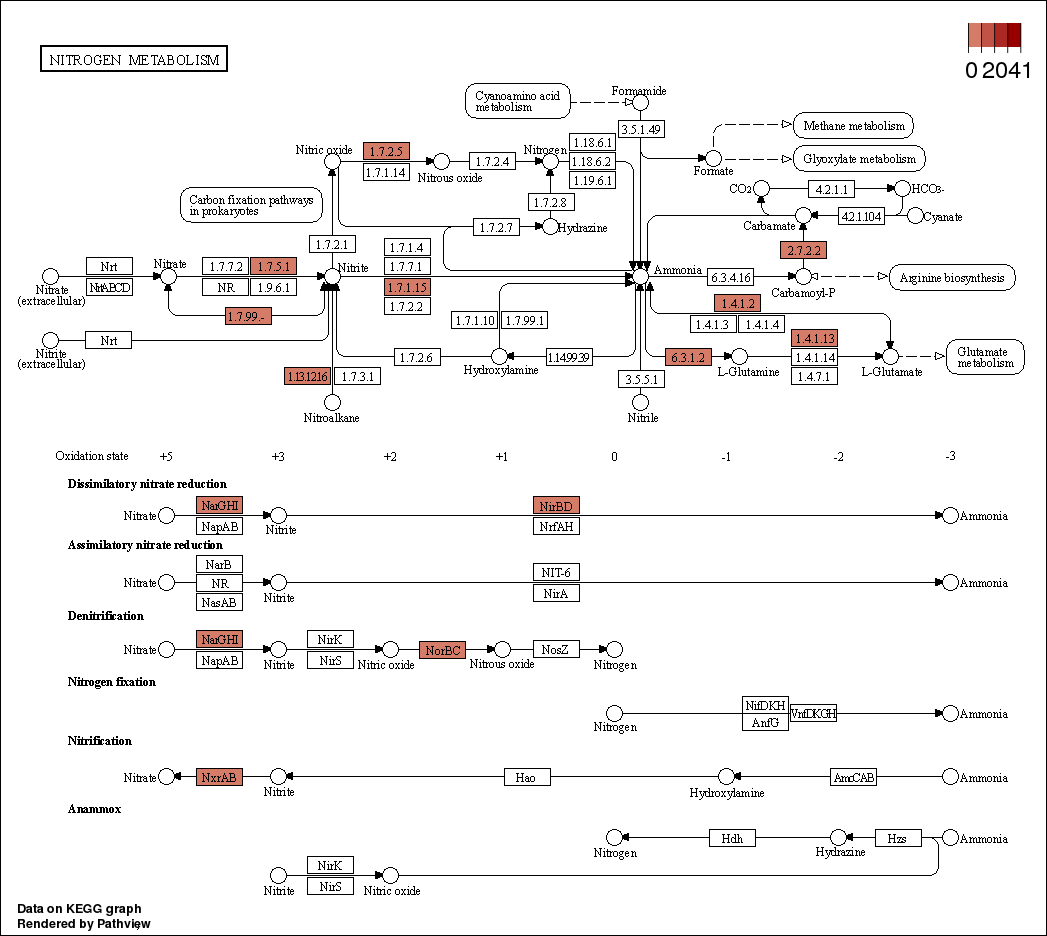 NITROGEN METABOLISM
0 2041
Cyanoamino acid
metabolism
Formamide
3.5.1.49
Methane metabolism
Glyoxylate metabolism
Formate
Nitric oxide
1.7.2.5
1.7.1.14
Nitrous oxide
1.7.2.4
Nitrogen
1.18.6.1
1.18.6.2
1.19.6.1
CO2
4.2.1.1
HCO3-
Carbon fixation pathways
in prokaryotes
1.7.2.8
1.7.2.7
Hydrazine
Carbamate
4.2.1.104
Cyanate
1.7.2.1
1.7.1.4
1.7.7.1
1.7.1.15
1.7.2.2
2.7.2.2
Nrt
NrtABCD
Nitrate
(extracellular)
Nitrate
1.7.7.2
1.7.5.1
NR
1.9.6.1
Nitrite
Ammonia
6.3.4.16
Carbamoyl-P
Arginine biosynthesis
1.7.99.-
1.7.1.10
1.7.99.1
1.4.1.2
1.4.1.3
1.4.1.4
Nrt
Nitrite
(extracellular)
1.7.2.6
Hydroxylamine
1.14.99.39
6.3.1.2
L-Glutamine
1.4.1.13
1.4.1.14
1.4.7.1
L-Glutamate
Glutamate
metabolism
1.13.12.16
1.7.3.1
3.5.5.1
Nitroalkane
Nitrile
Oxidation state +5 +3 +2 +1 0 -1 -2 -3
Dissimilatory nitrate reduction
NarGHI
NapAB
Nitrate
Nitrite
NirBD
NrfAH
Ammonia
Assimilatory nitrate reduction
NarB
NR
NasAB
Nitrate
Nitrite
NIT-6
NirA
Ammonia
Denitrification
NarGHI
NapAB
Nitrate
Nitrite
NirK
NirS
Nitric oxide
NorBC
Nitrous oxide
NosZ
Nitrogen
Nitrogen fixation
Nitrogen
NifDKH
AnfG
VnfDKGH
Ammonia
Nitrification
Nitrate
NxrAB
Nitrite
Hao
Hydroxylamine
AmoCAB
Ammonia
Anammox
Nitrogen
Hdh
Hydrazine
Hzs
Ammonia
NirK
NirS
Nitrite
Nitric oxide
Data on KEGG graph
Rendered by Pathview